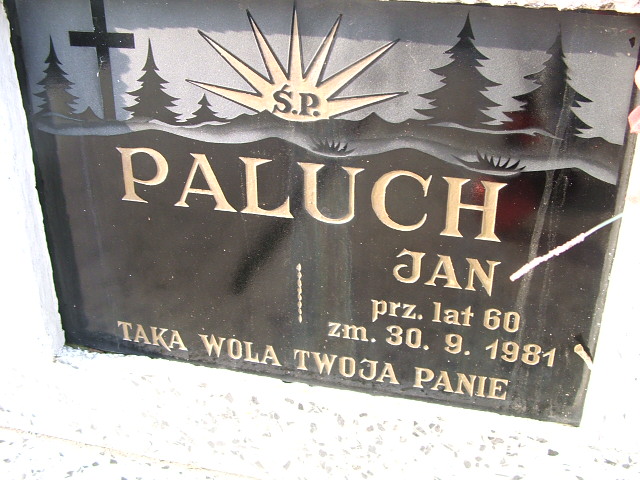 Ś.P.
PALUCH
JAN
prz. lat 60
zm. 30. 9. 1981
TAKA WOLA TWOJA PANIE